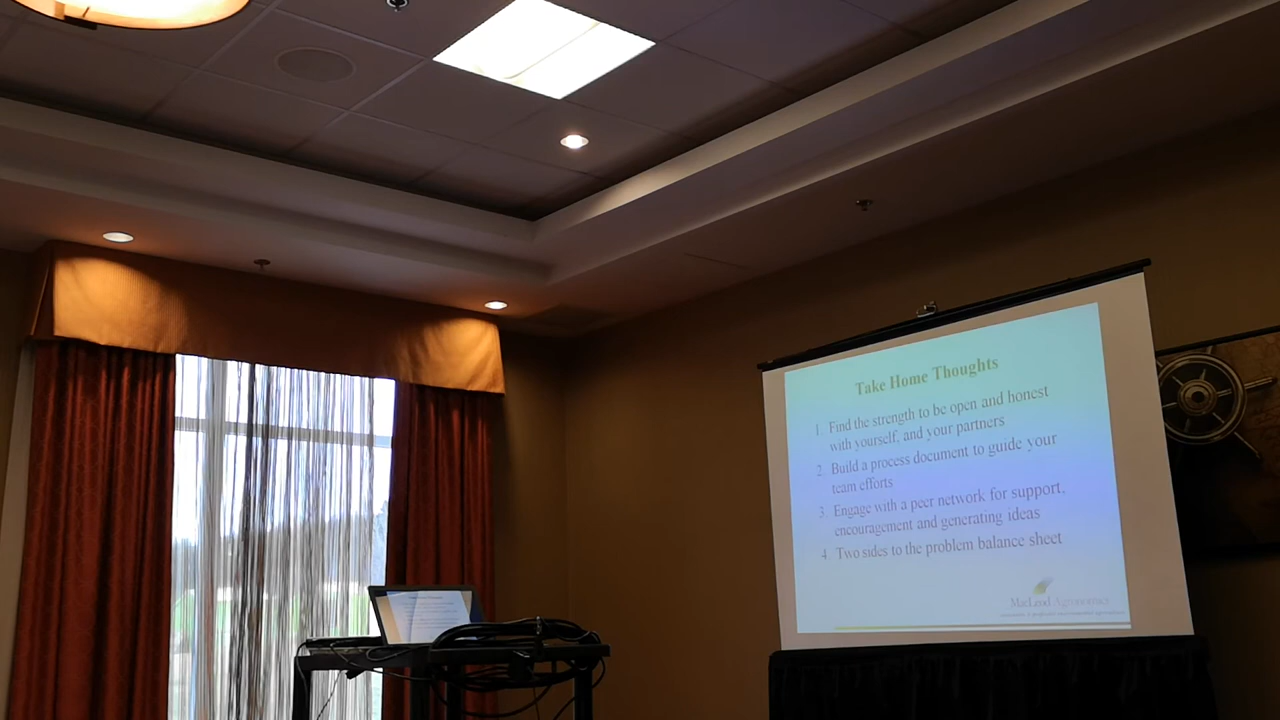 Take Home Thoughts
1. Find the strength to be open and honest
with yourself, and your partners
2 Build a process document to guide your
team efforts
3 Engage with a peer network for support,
encouragement and generating ideas
4 Two sides to the problem balance sheet
MacLeod Agronomics